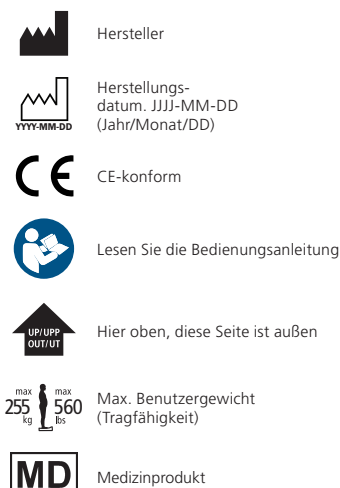 Hersteller
Herstellungs-
datum. JJJJ-MM-DD
(Jahr/Monat/DD)
YYYY-MM-DD
CE
CE-konform
Lesen Sie die Bedienungsanleitung
UP/UPP
OUT/UT
Hier oben, diese Seite ist außen
max max
255 560
kg lbs
Max. Benutzergewicht
(Tragfähigkeit)
MD
Medizinprodukt